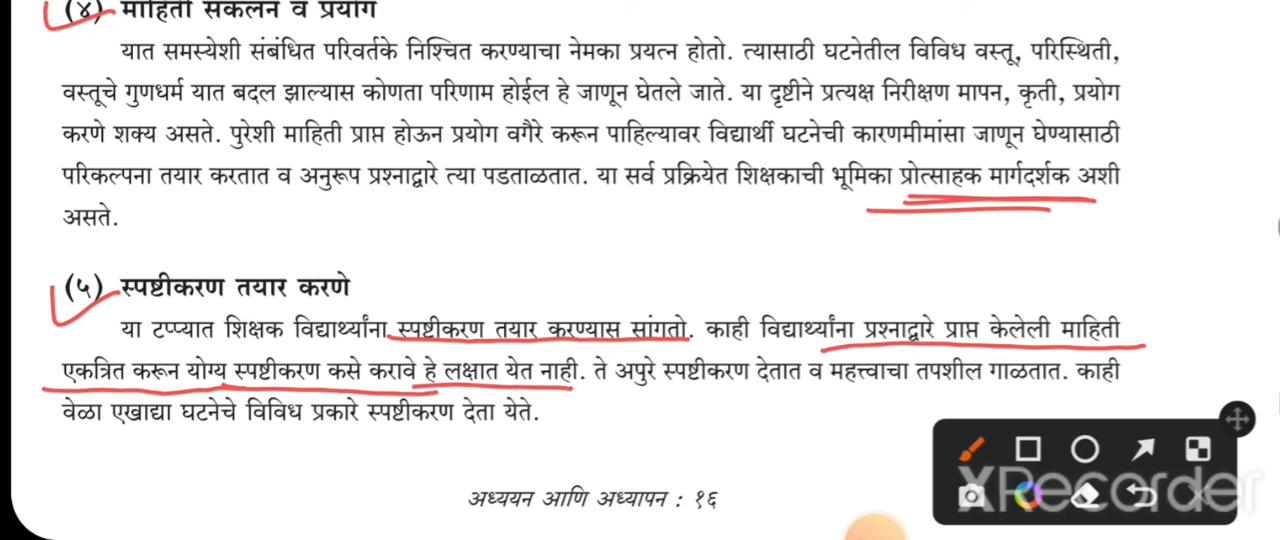 (४) माहिती संकलन व प्रयोग
यात समस्येशी संबंधित परिवर्तके निश्चित करण्याचा नेमका प्रयत्न होतो. त्यासाठी घटनेतील विविध वस्तू, परिस्थिती,
वस्तूचे गुणधर्म यात बदल झाल्यास कोणता परिणाम होईल हे जाणून घेतले जाते. या दृष्टीने प्रत्यक्ष निरीक्षण मापन, कृती, प्रयोग
करणे शक्य असते. पुरेशी माहिती प्राप्त होऊन प्रयोग वगैरे करून पाहिल्यावर विद्यार्थी घटनेची कारणमीमांसा जाणून घेण्यासाठी
परिकल्पना तयार करतात व अनुरूप प्रश्नाद्वारे त्या पडताळतात. या सर्व प्रक्रियेत शिक्षकाची भूमिका प्रोत्साहक मार्गदर्शक अशी
असते.
(५) स्पष्टीकरण तयार करणे
या टप्प्यात शिक्षक विद्यार्थ्यांना स्पष्टीकरण तयार करण्यास सांगतो. काही विद्यार्थ्यांना प्रश्नाद्वारे प्राप्त केलेली माहिती
एकत्रित करून योग्य स्पष्टीकरण कसे करावे हे लक्षात येत नाही. ते अपुरे स्पष्टीकरण देतात व महत्त्वाचा तपशील गाळतात. काही
वेळा एखाद्या घटनेचे विविध प्रकारे स्पष्टीकरण देता येते.
अध्ययन आणि अध्यापन : १६
XRecorder